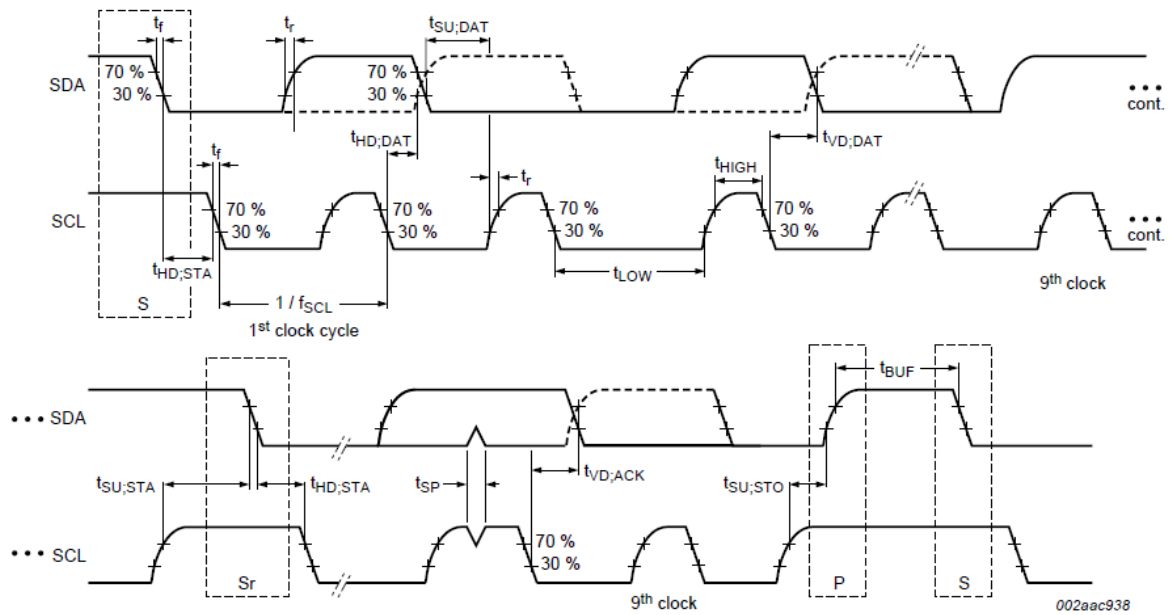 tf
tr
tSU;DAT
SDA
70 %
30 %
70 %
30 %
cont.
tHD;DAT
tVD;DAT
tf
tr
tHIGH
SCL
70 %
30 %
70 %
30 %
70 %
30 %
cont.
tHD;STA
tLOW
S
1 / fSCL
1st clock cycle
9th clock
tBUF
SDA
tSU;STA
tHD;STA
tSP
tVD;ACK
tSU;STO
SCL
70 %
30 %
Sr
9th clock
P
S
002aac938